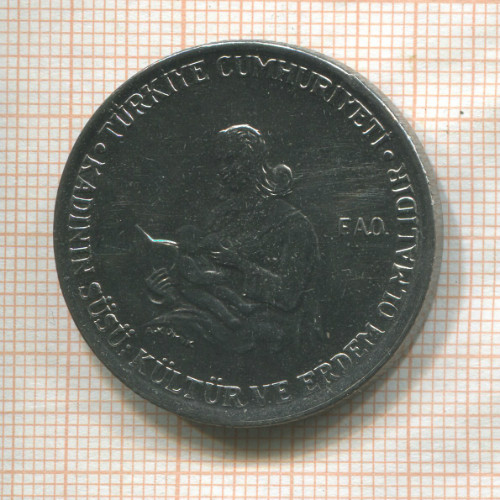 • TÜRKİYE CUMHURİYETİ •
KADININ SÜSÜ: KÜLTÜR VE ERDEM OLMALIDIR
F.A.O.